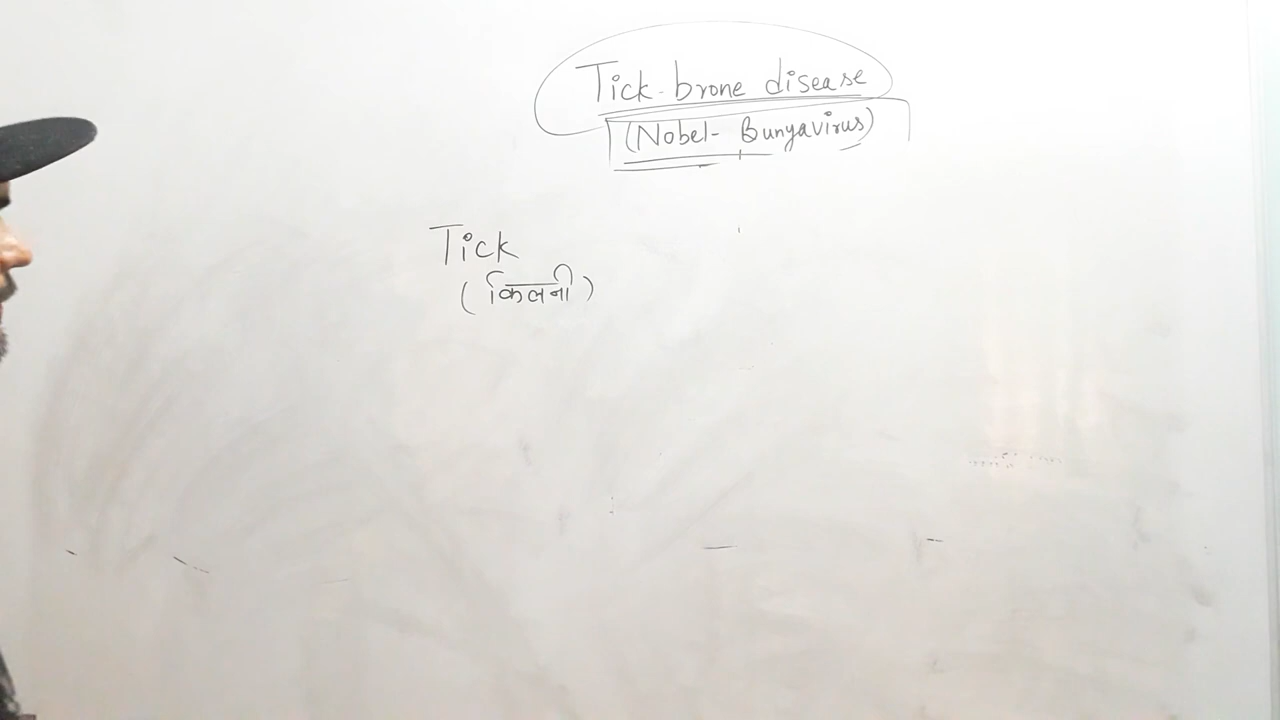 Tick-brone disease
(Nobel- Bunyavirus)
Tick
(किलनी)